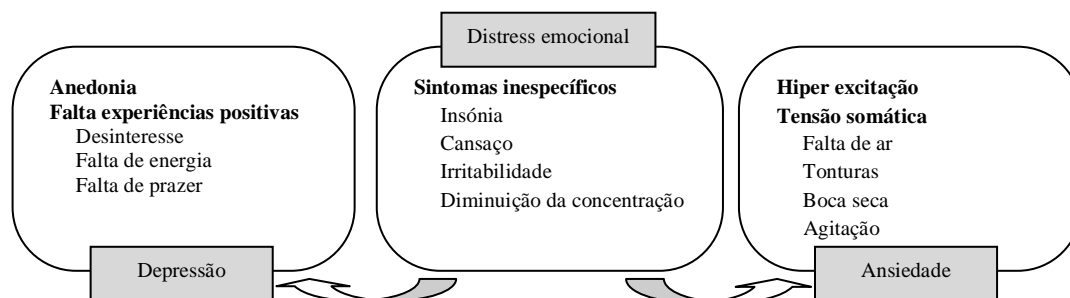 Distress emocional
Anedonia
Falta experiências positivas
Desinteresse
Falta de energia
Falta de prazer
Depressão
Sintomas inespecíficos
Insónia
Cansaço
Irritabilidade
Diminuição da concentração
Hiper excitação
Tensão somática
Falta de ar
Tonturas
Boca seca
Agitação
Ansiedade